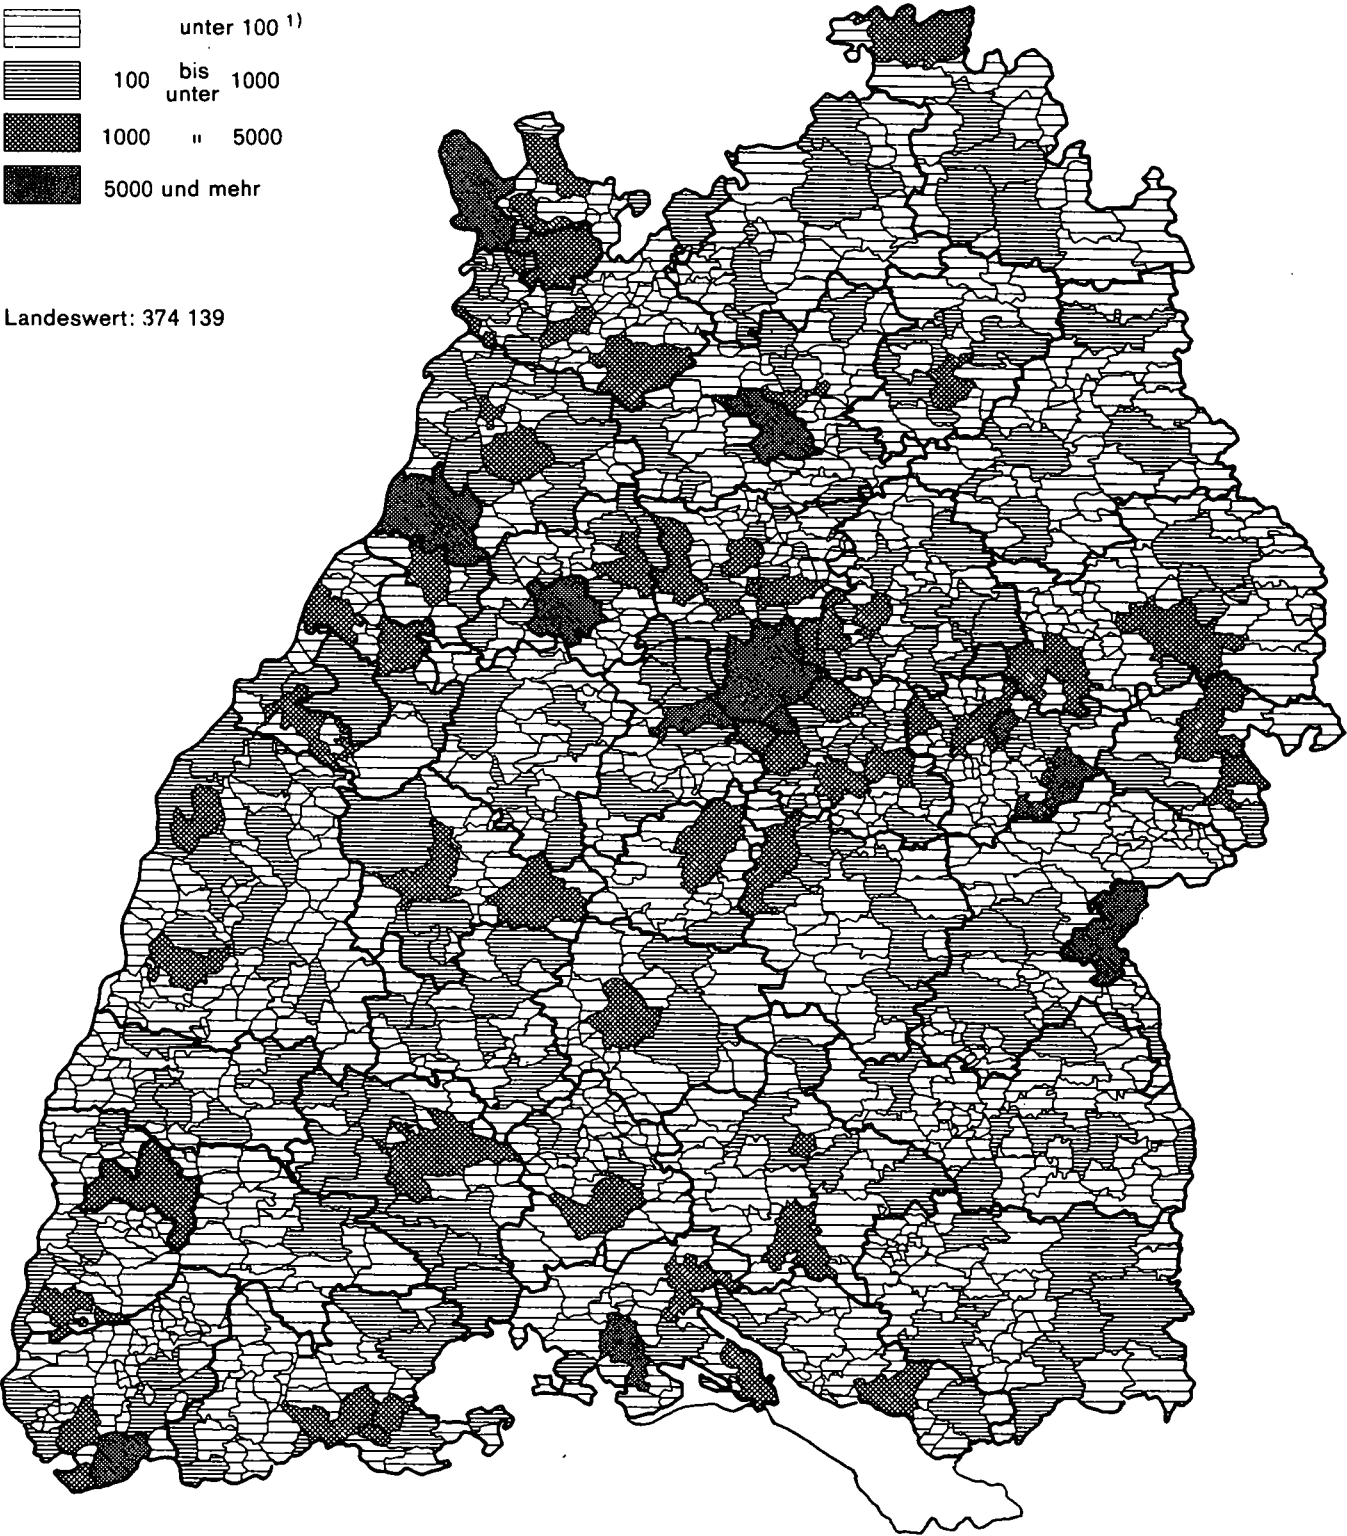 unter 100 ¹⁾
100 bis unter 1000
1000 " 5000
5000 und mehr
Landeswert: 374 139